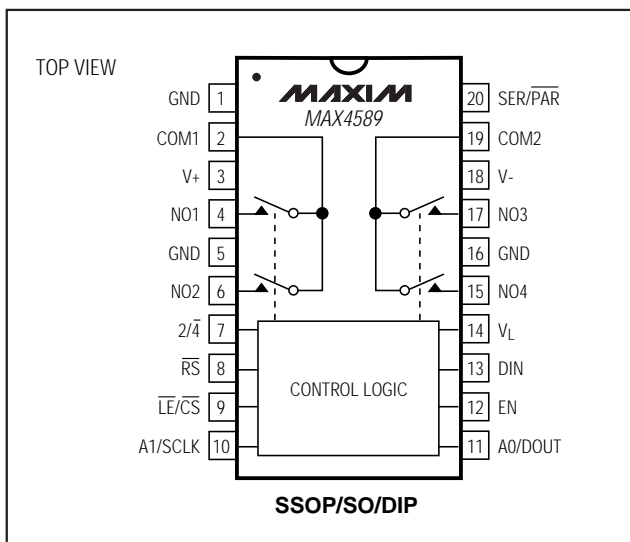 TOP VIEW
MAXIM
MAX4589
GND 1
COM1 2
V+ 3
NO1 4
GND 5
NO2 6
2/4̅ 7
R̅S̅ 8
L̅E̅/C̅S̅ 9
A1/SCLK 10
20 SER/P̅A̅R̅
19 COM2
18 V-
17 NO3
16 GND
15 NO4
14 VL
13 DIN
12 EN
11 A0/DOUT
CONTROL LOGIC
SSOP/SO/DIP